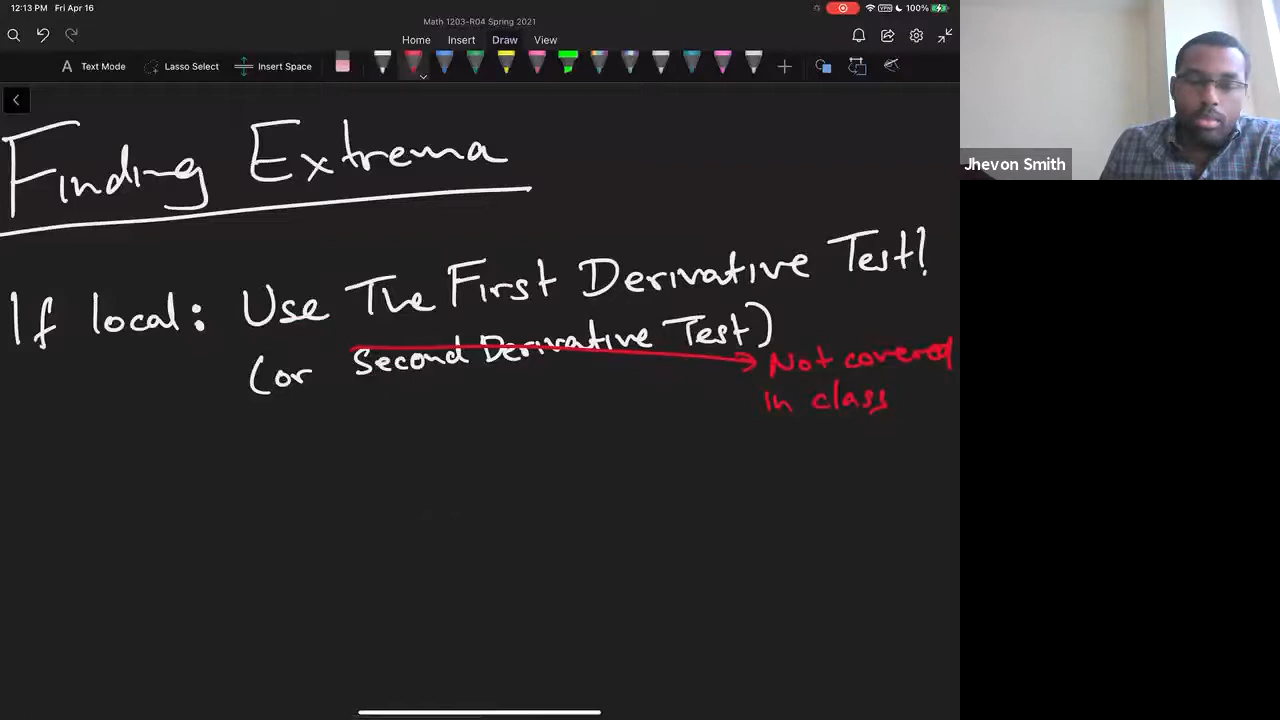 12:13 PM Fri Apr 16
VPN 100%
Math 1203-R04 Spring 2021
Home Insert Draw View
Text Mode Lasso Select Insert Space
Finding Extrema
If local: Use The First Derivative Test!
(or Second Derivative Test)
Not covered
in class
Jhevon Smith